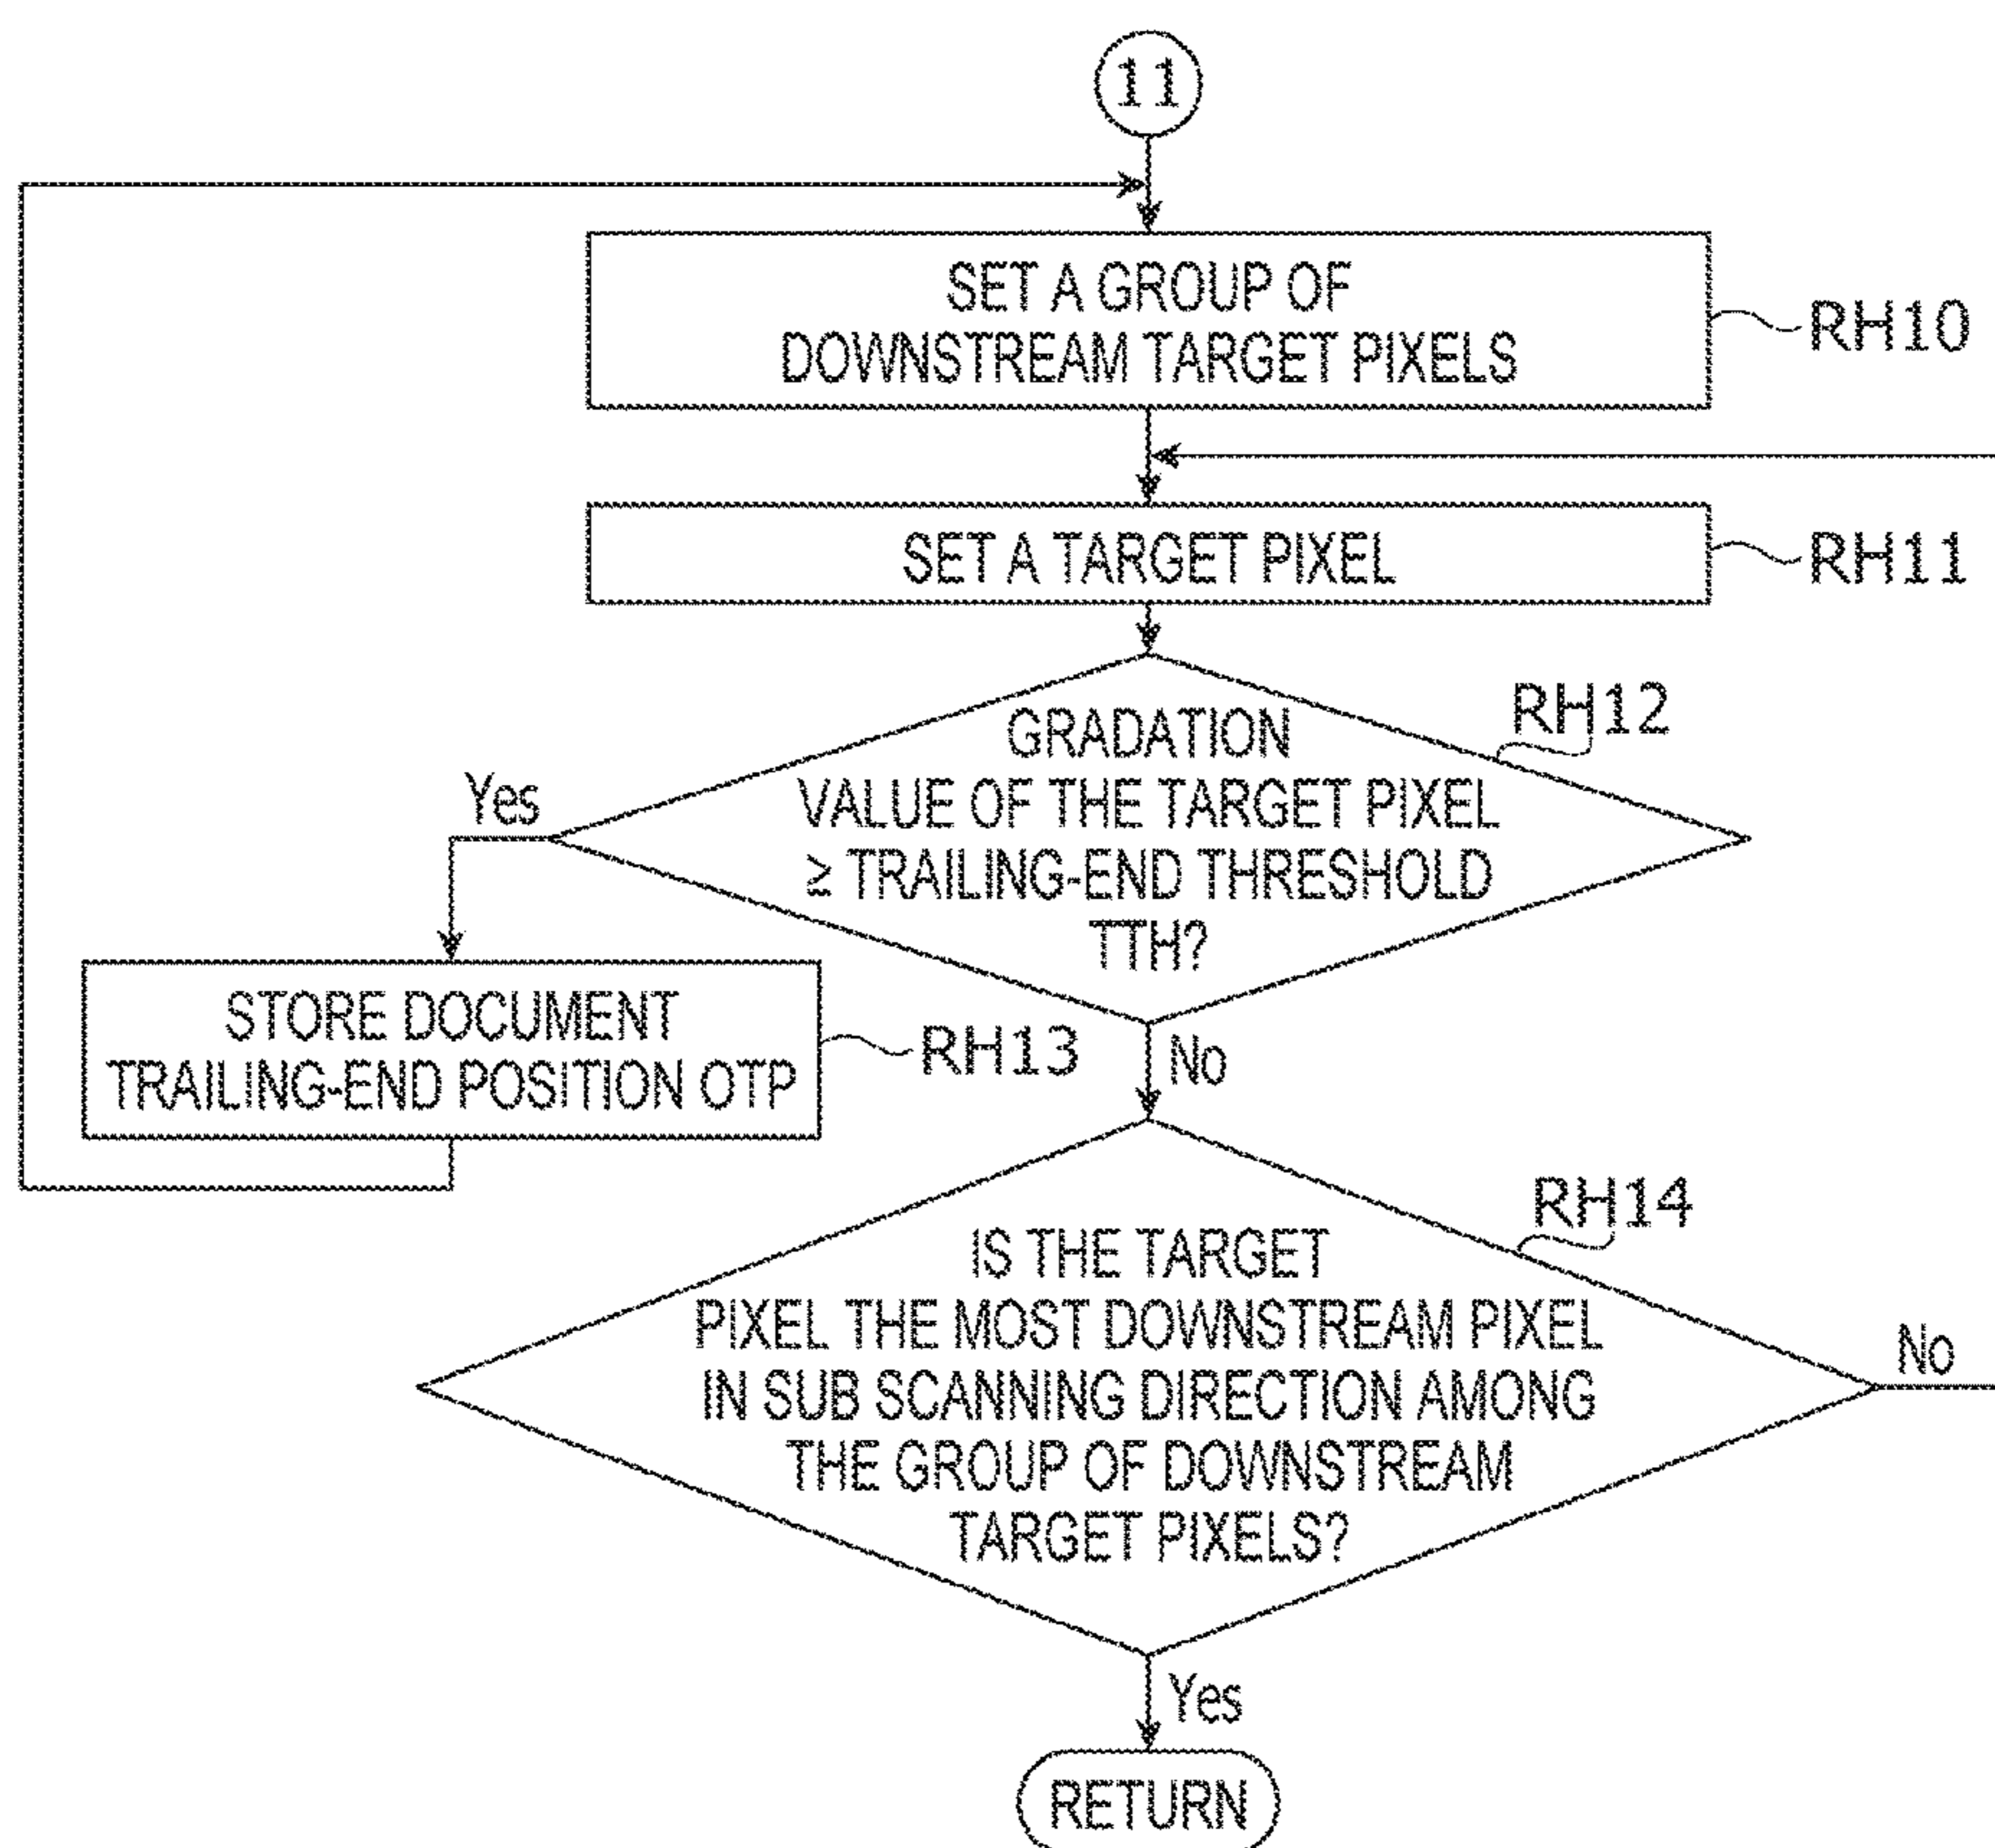 11
SET A GROUP OF
DOWNSTREAM TARGET PIXELS
RH10
SET A TARGET PIXEL
RH11
RH12
GRADATION
VALUE OF THE TARGET PIXEL
≧ TRAILING-END THRESHOLD
TTH?
Yes
STORE DOCUMENT
TRAILING-END POSITION OTP
RH13
No
RH14
IS THE TARGET
PIXEL THE MOST DOWNSTREAM PIXEL
IN SUB SCANNING DIRECTION AMONG
THE GROUP OF DOWNSTREAM
TARGET PIXELS?
No
Yes
RETURN